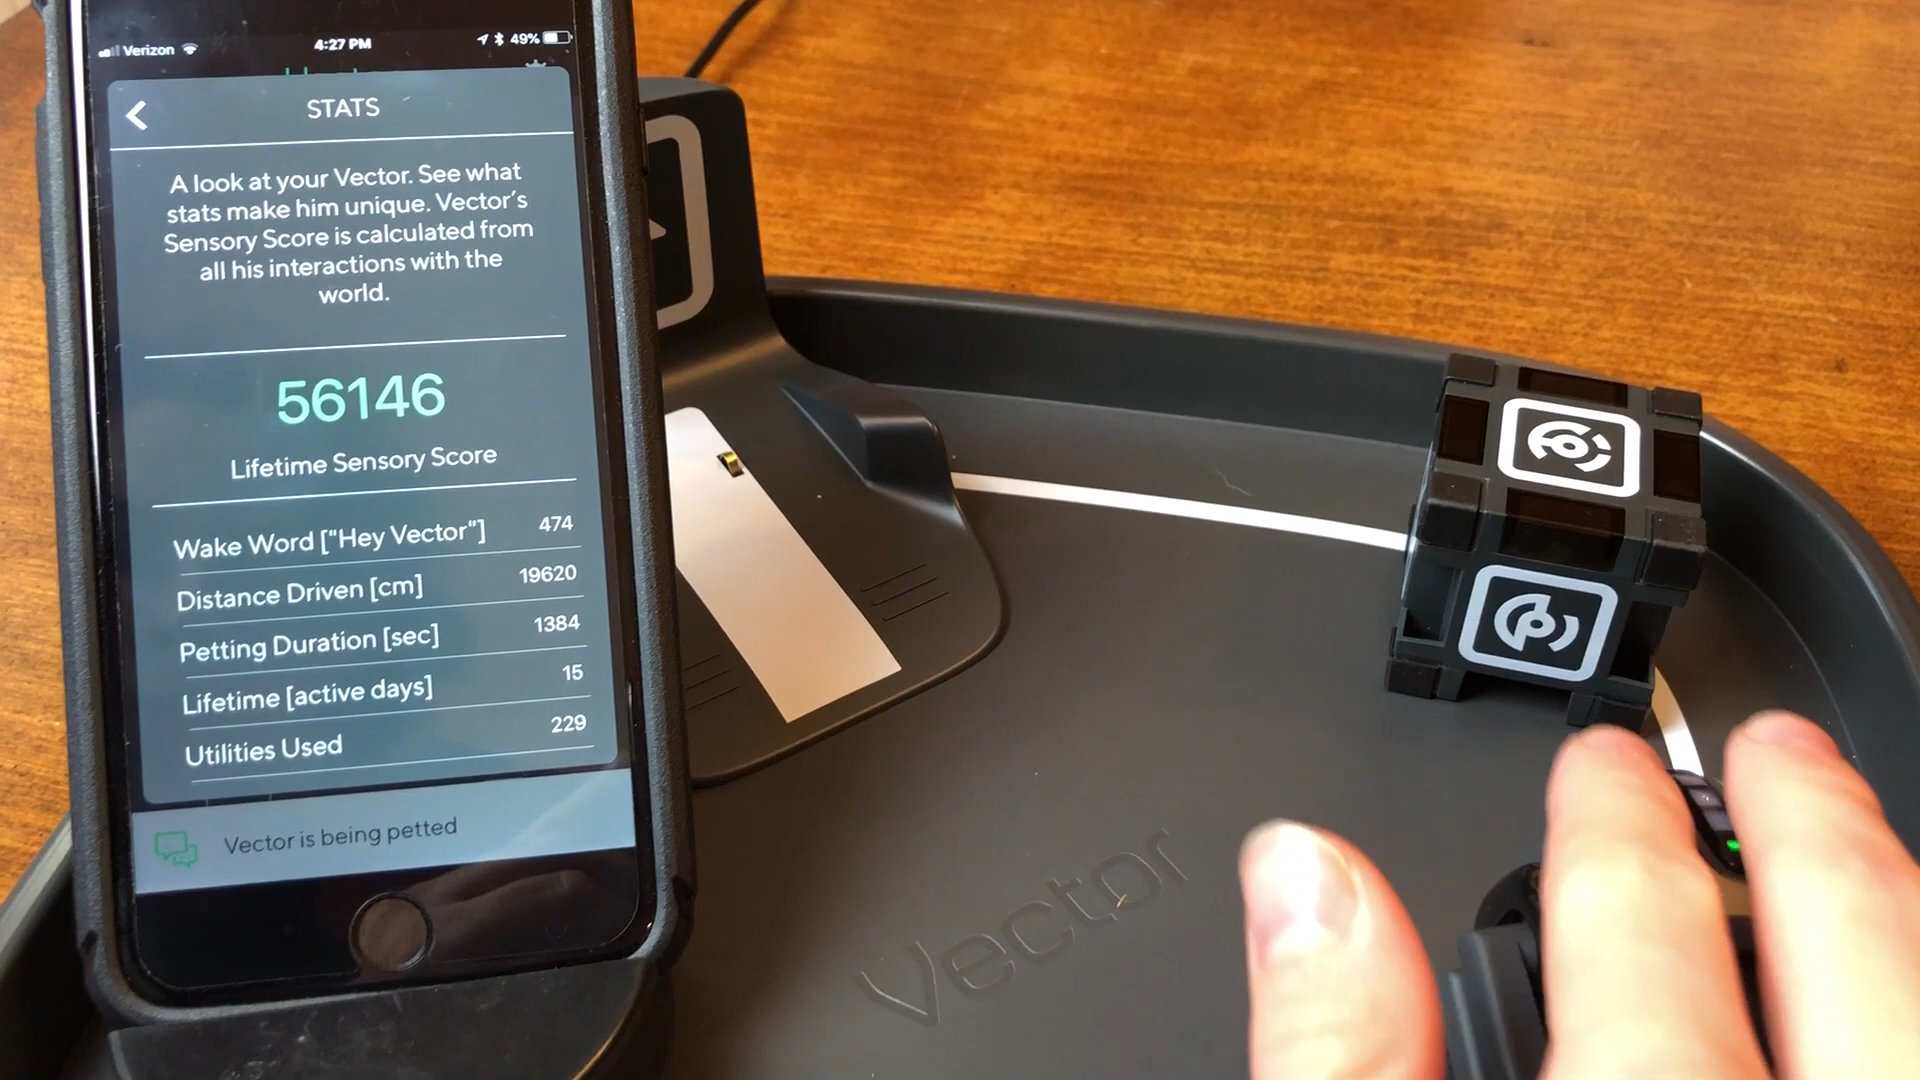 Verizon
4:27 PM
49%
STATS
A look at your Vector. See what
stats make him unique. Vector's
Sensory Score is calculated from
all his interactions with the
world.
56146
Lifetime Sensory Score
Wake Word ["Hey Vector"] 474
Distance Driven [cm] 19620
Petting Duration [sec] 1384
Lifetime [active days] 15
Utilities Used 229
Vector is being petted
Vector